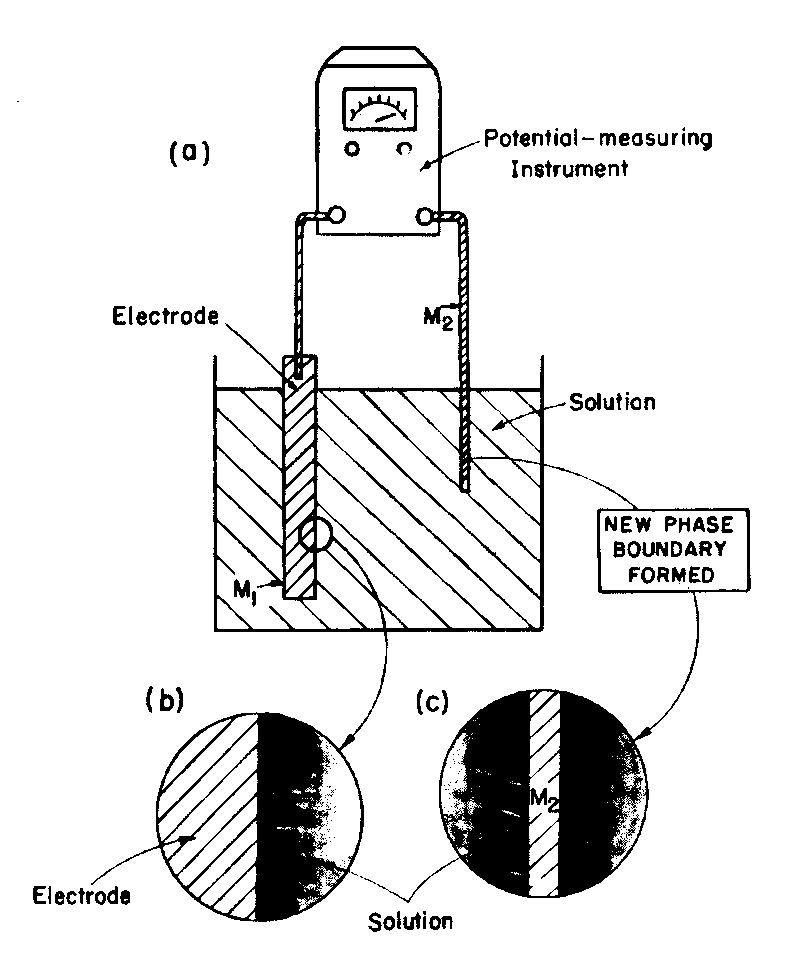 (a)
Potential-measuring
Instrument
Electrode
M2
Solution
NEW PHASE
BOUNDARY
FORMED
M1
(b)
(c)
M2
Electrode
Solution